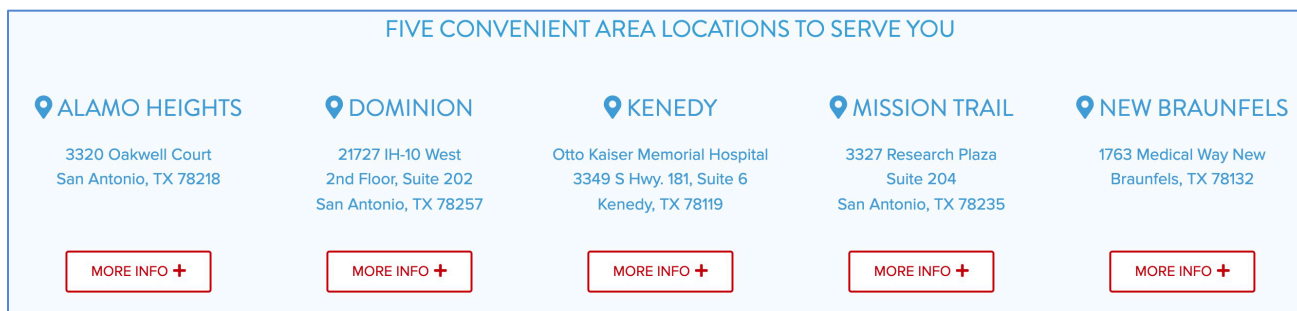 FIVE CONVENIENT AREA LOCATIONS TO SERVE YOU
ALAMO HEIGHTS
3320 Oakwell Court
San Antonio, TX 78218
MORE INFO +
DOMINION
21727 IH-10 West
2nd Floor, Suite 202
San Antonio, TX 78257
MORE INFO +
KENEDY
Otto Kaiser Memorial Hospital
3349 S Hwy. 181, Suite 6
Kenedy, TX 78119
MORE INFO +
MISSION TRAIL
3327 Research Plaza
Suite 204
San Antonio, TX 78235
MORE INFO +
NEW BRAUNFELS
1763 Medical Way New
Braunfels, TX 78132
MORE INFO +